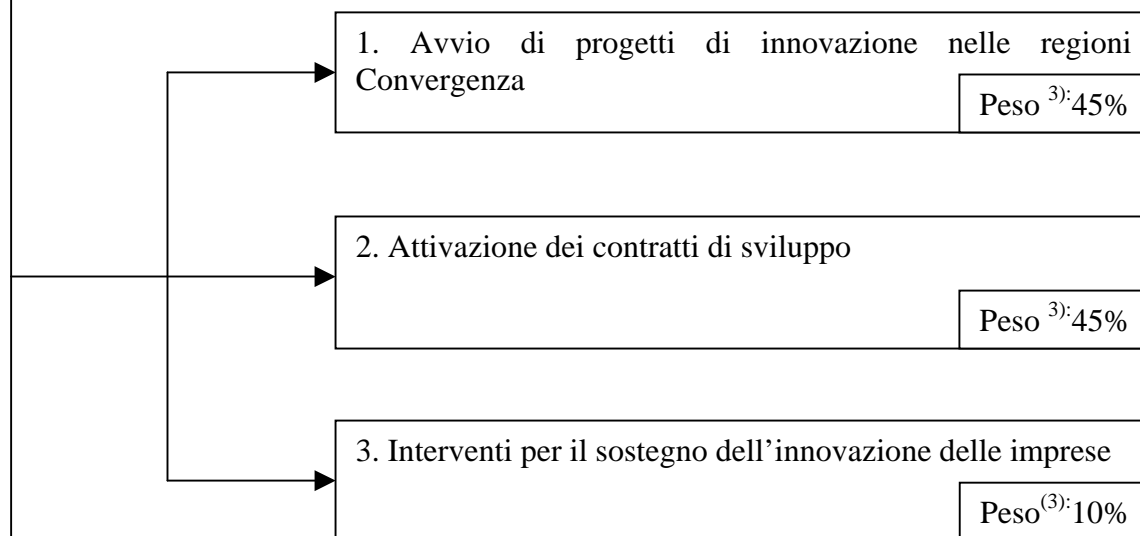 1. Avvio di progetti di innovazione nelle regioni
Convergenza
Peso ³⁾:45%
2. Attivazione dei contratti di sviluppo
Peso ³⁾:45%
3. Interventi per il sostegno dell’innovazione delle imprese
Peso⁽³⁾:10%